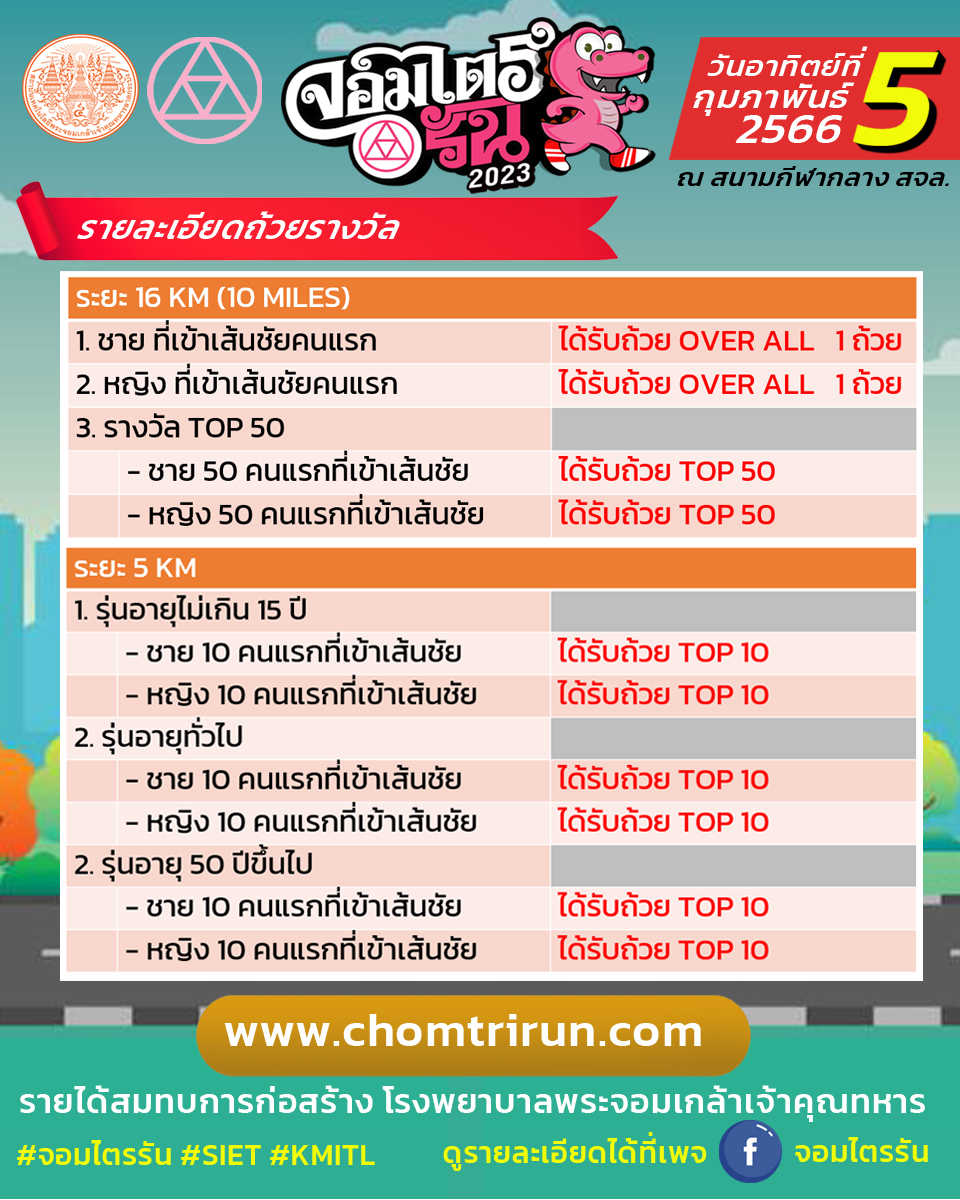 จอมไตรรัน
2023
วันอาทิตย์ที่ 5
กุมภาพันธ์
2566
ณ สนามกีฬากลาง สจล.
รายละเอียดถ้วยรางวัล
ระยะ 16 KM (10 MILES)
1. ชาย ที่เข้าเส้นชัยคนแรก ได้รับถ้วย OVER ALL 1 ถ้วย
2. หญิง ที่เข้าเส้นชัยคนแรก ได้รับถ้วย OVER ALL 1 ถ้วย
3. รางวัล TOP 50
- ชาย 50 คนแรกที่เข้าเส้นชัย ได้รับถ้วย TOP 50
- หญิง 50 คนแรกที่เข้าเส้นชัย ได้รับถ้วย TOP 50
ระยะ 5 KM
1. รุ่นอายุไม่เกิน 15 ปี
- ชาย 10 คนแรกที่เข้าเส้นชัย ได้รับถ้วย TOP 10
- หญิง 10 คนแรกที่เข้าเส้นชัย ได้รับถ้วย TOP 10
2. รุ่นอายุทั่วไป
- ชาย 10 คนแรกที่เข้าเส้นชัย ได้รับถ้วย TOP 10
- หญิง 10 คนแรกที่เข้าเส้นชัย ได้รับถ้วย TOP 10
2. รุ่นอายุ 50 ปีขึ้นไป
- ชาย 10 คนแรกที่เข้าเส้นชัย ได้รับถ้วย TOP 10
- หญิง 10 คนแรกที่เข้าเส้นชัย ได้รับถ้วย TOP 10
www.chomtrirun.com
รายได้สมทบการก่อสร้าง โรงพยาบาลพระจอมเกล้าเจ้าคุณทหาร
#จอมไตรรัน #SIET #KMITL ดูรายละเอียดได้ที่เพจ f จอมไตรรัน